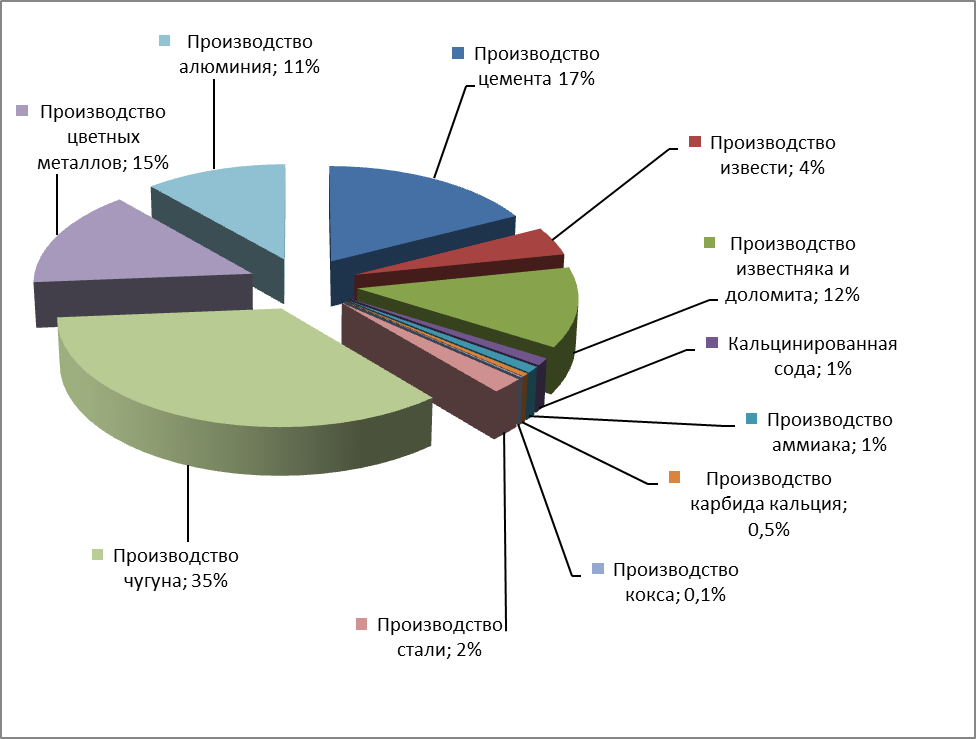 Производство
алюминия; 11%
Производство
цемента 17%
Производство
цветных
металлов; 15%
Производство
извести; 4%
Производство
известняка и
доломита; 12%
Кальцинированная
сода; 1%
Производство
аммиака; 1%
Производство
карбида кальция;
0,5%
Производство
чугуна; 35%
Производство
кокса; 0,1%
Производство
стали; 2%